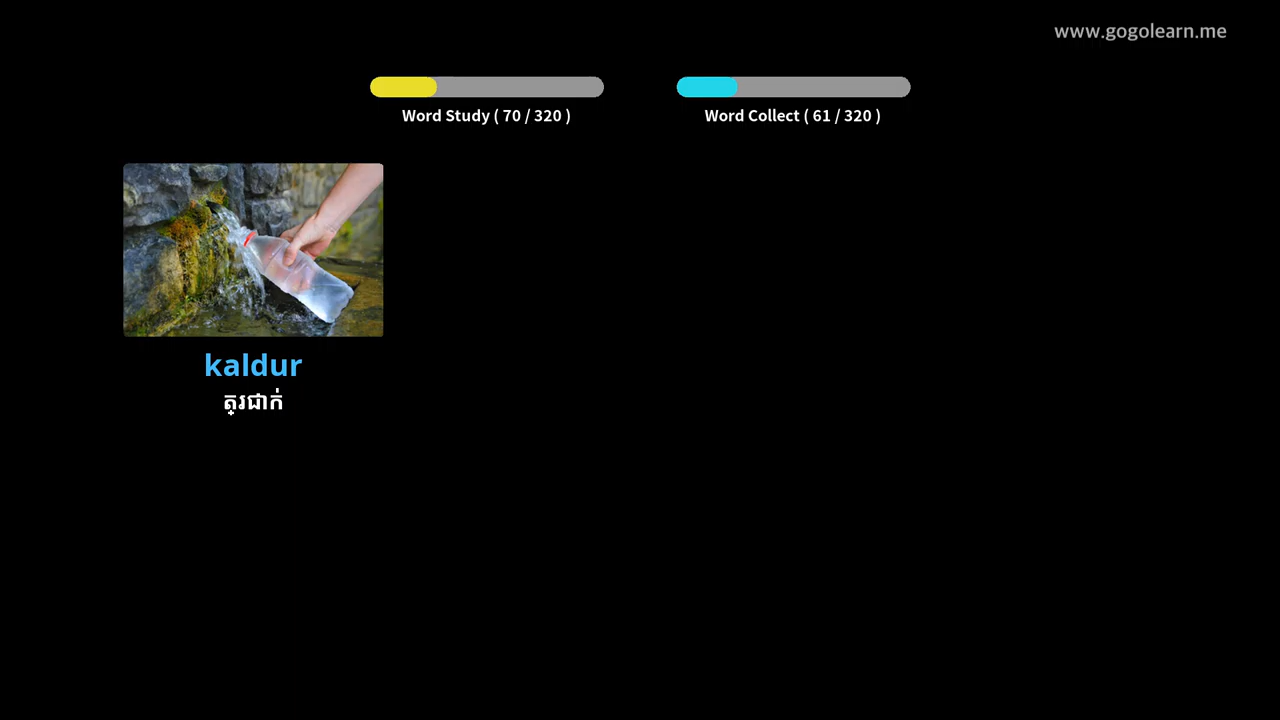 www.gogolearn.me
Word Study ( 70 / 320 )
Word Collect ( 61 / 320 )
kaldur
ត្រជាក់